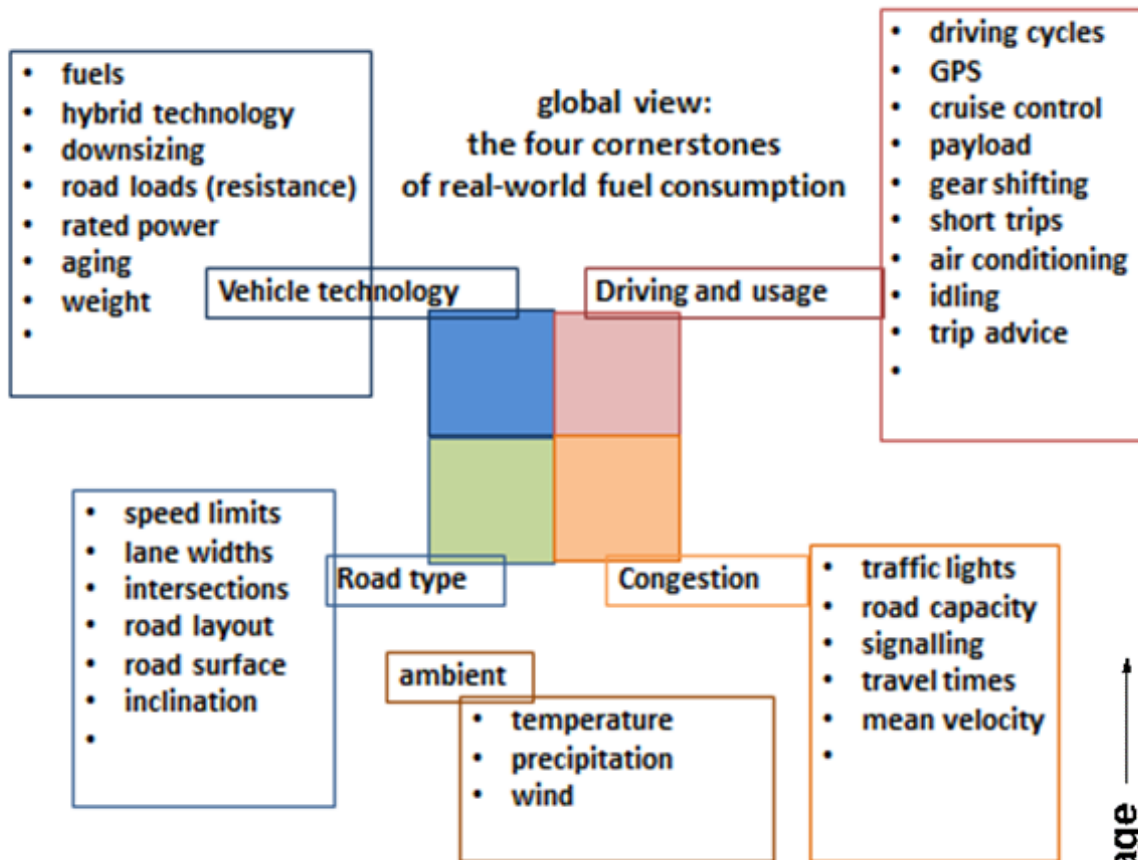 global view:
the four cornerstones
of real-world fuel consumption
• fuels
• hybrid technology
• downsizing
• road loads (resistance)
• rated power
• aging
• weight
•
Vehicle technology
Driving and usage
• driving cycles
• GPS
• cruise control
• payload
• gear shifting
• short trips
• air conditioning
• idling
• trip advice
•
• speed limits
• lane widths
• intersections
• road layout
• road surface
• inclination
•
Road type
Congestion
• traffic lights
• road capacity
• signalling
• travel times
• mean velocity
•
ambient
• temperature
• precipitation
• wind